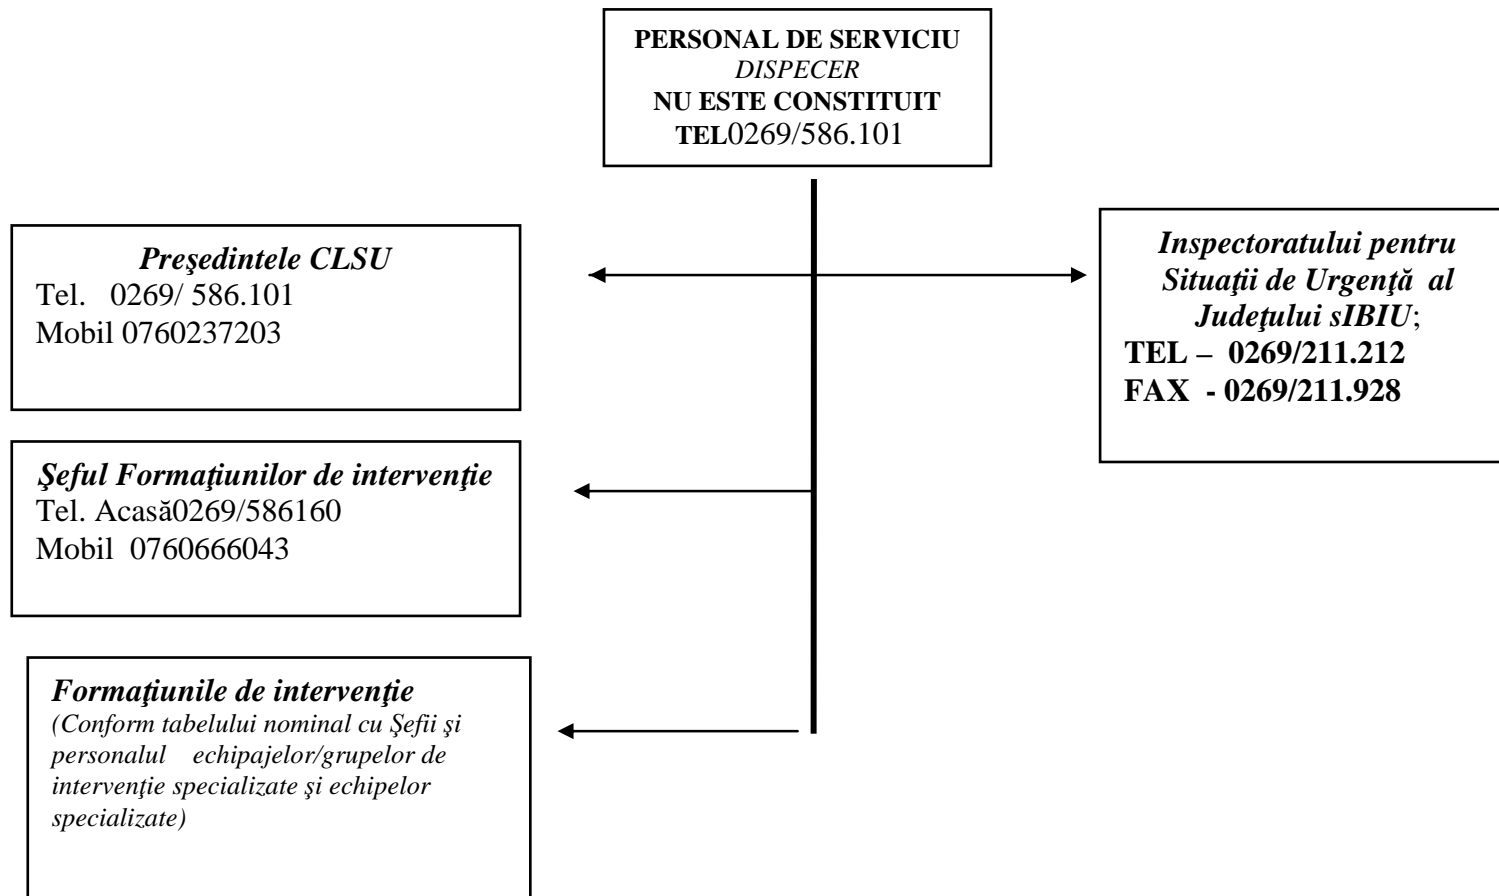 PERSONAL DE SERVICIU
DISPECER
NU ESTE CONSTITUIT
TEL0269/586.101
Preşedintele CLSU
Tel. 0269/ 586.101
Mobil 0760237203
Inspectoratului pentru
Situaţii de Urgenţă al
Judeţului sIBIU;
TEL – 0269/211.212
FAX - 0269/211.928
Şeful Formaţiunilor de intervenţie
Tel. Acasă0269/586160
Mobil 0760666043
Formaţiunile de intervenţie
(Conform tabelului nominal cu Şefii şi
personalul echipajelor/grupelor de
intervenţie specializate şi echipelor
specializate)